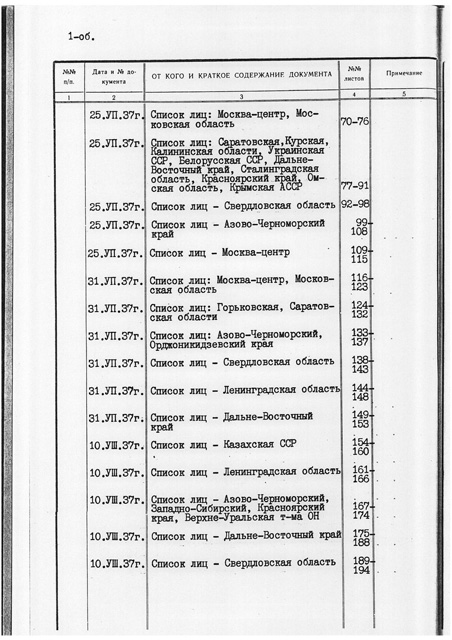 1-об.
№№ п/п.
Дата и № документа
ОТ КОГО И КРАТКОЕ СОДЕРЖАНИЕ ДОКУМЕНТА
№№ листов
Примечание
1 2 3 4 5
25.УП.37г. Список лиц: Москва-центр, Мос-
ковская область 70-76
25.УП.37г. Список лиц: Саратовская,Курская,
Калининская области, Украинская
ССР, Белорусская ССР, Дальне-
Восточный край, Сталинградская
область, Красноярский край, Ом-
ская область, Крымская АССР 77-91
25.УП.37г. Список лиц - Свердловская область 92-98
25.УП.37г. Список лиц - Азово-Черноморский 99-
край 108
25.УП.37г. Список лиц - Москва-центр 109-
115
31.УП.37г. Список лиц: Москва-центр, Москов- 116-
ская область 123
31.УП.37г. Список лиц: Горьковская, Саратов- 124-
ская области 132
31.УП.37г. Список лиц: Азово-Черноморский, 133-
Орджоникидзевский края 137
31.УП.37г. Список лиц - Свердловская область 138-
143
31.УП.37г. Список лиц - Ленинградская область 144-
148
31.УП.37г. Список лиц - Дальне-Восточный 149-
край 153
10.УШ.37г. Список лиц - Казахская ССР 154-
160
10.УШ.37г. Список лиц - Ленинградская область 161-
166
10.УШ.37г. Список лиц - Азово-Черноморский,
Западно-Сибирский, Красноярский 167-
края, Верхне-Уральская т-ма ОН 174
10.УШ.37г. Список лиц - Дальне-Восточный край 175-
188
10.УШ.37г. Список лиц - Свердловская область 189-
194